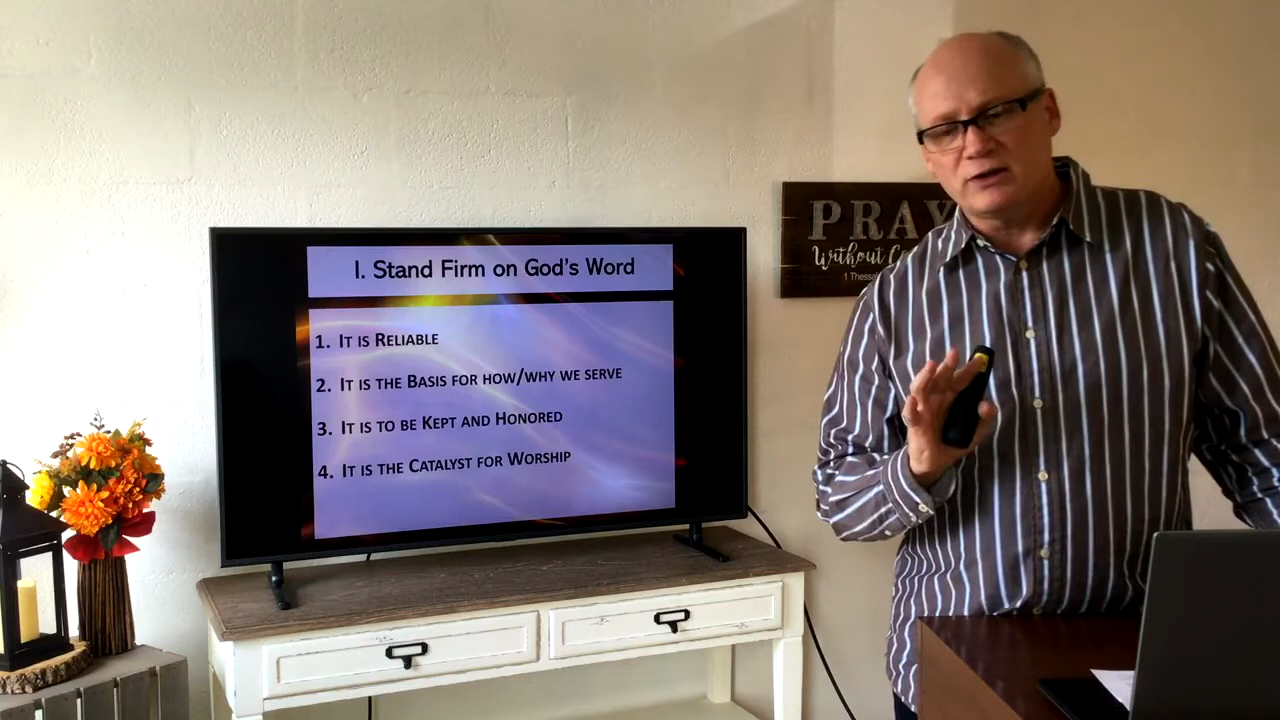 I. Stand Firm on God's Word
1. It is Reliable
2. It is the Basis for how/why we serve
3. It is to be Kept and Honored
4. It is the Catalyst for Worship
PRAY
Without
1